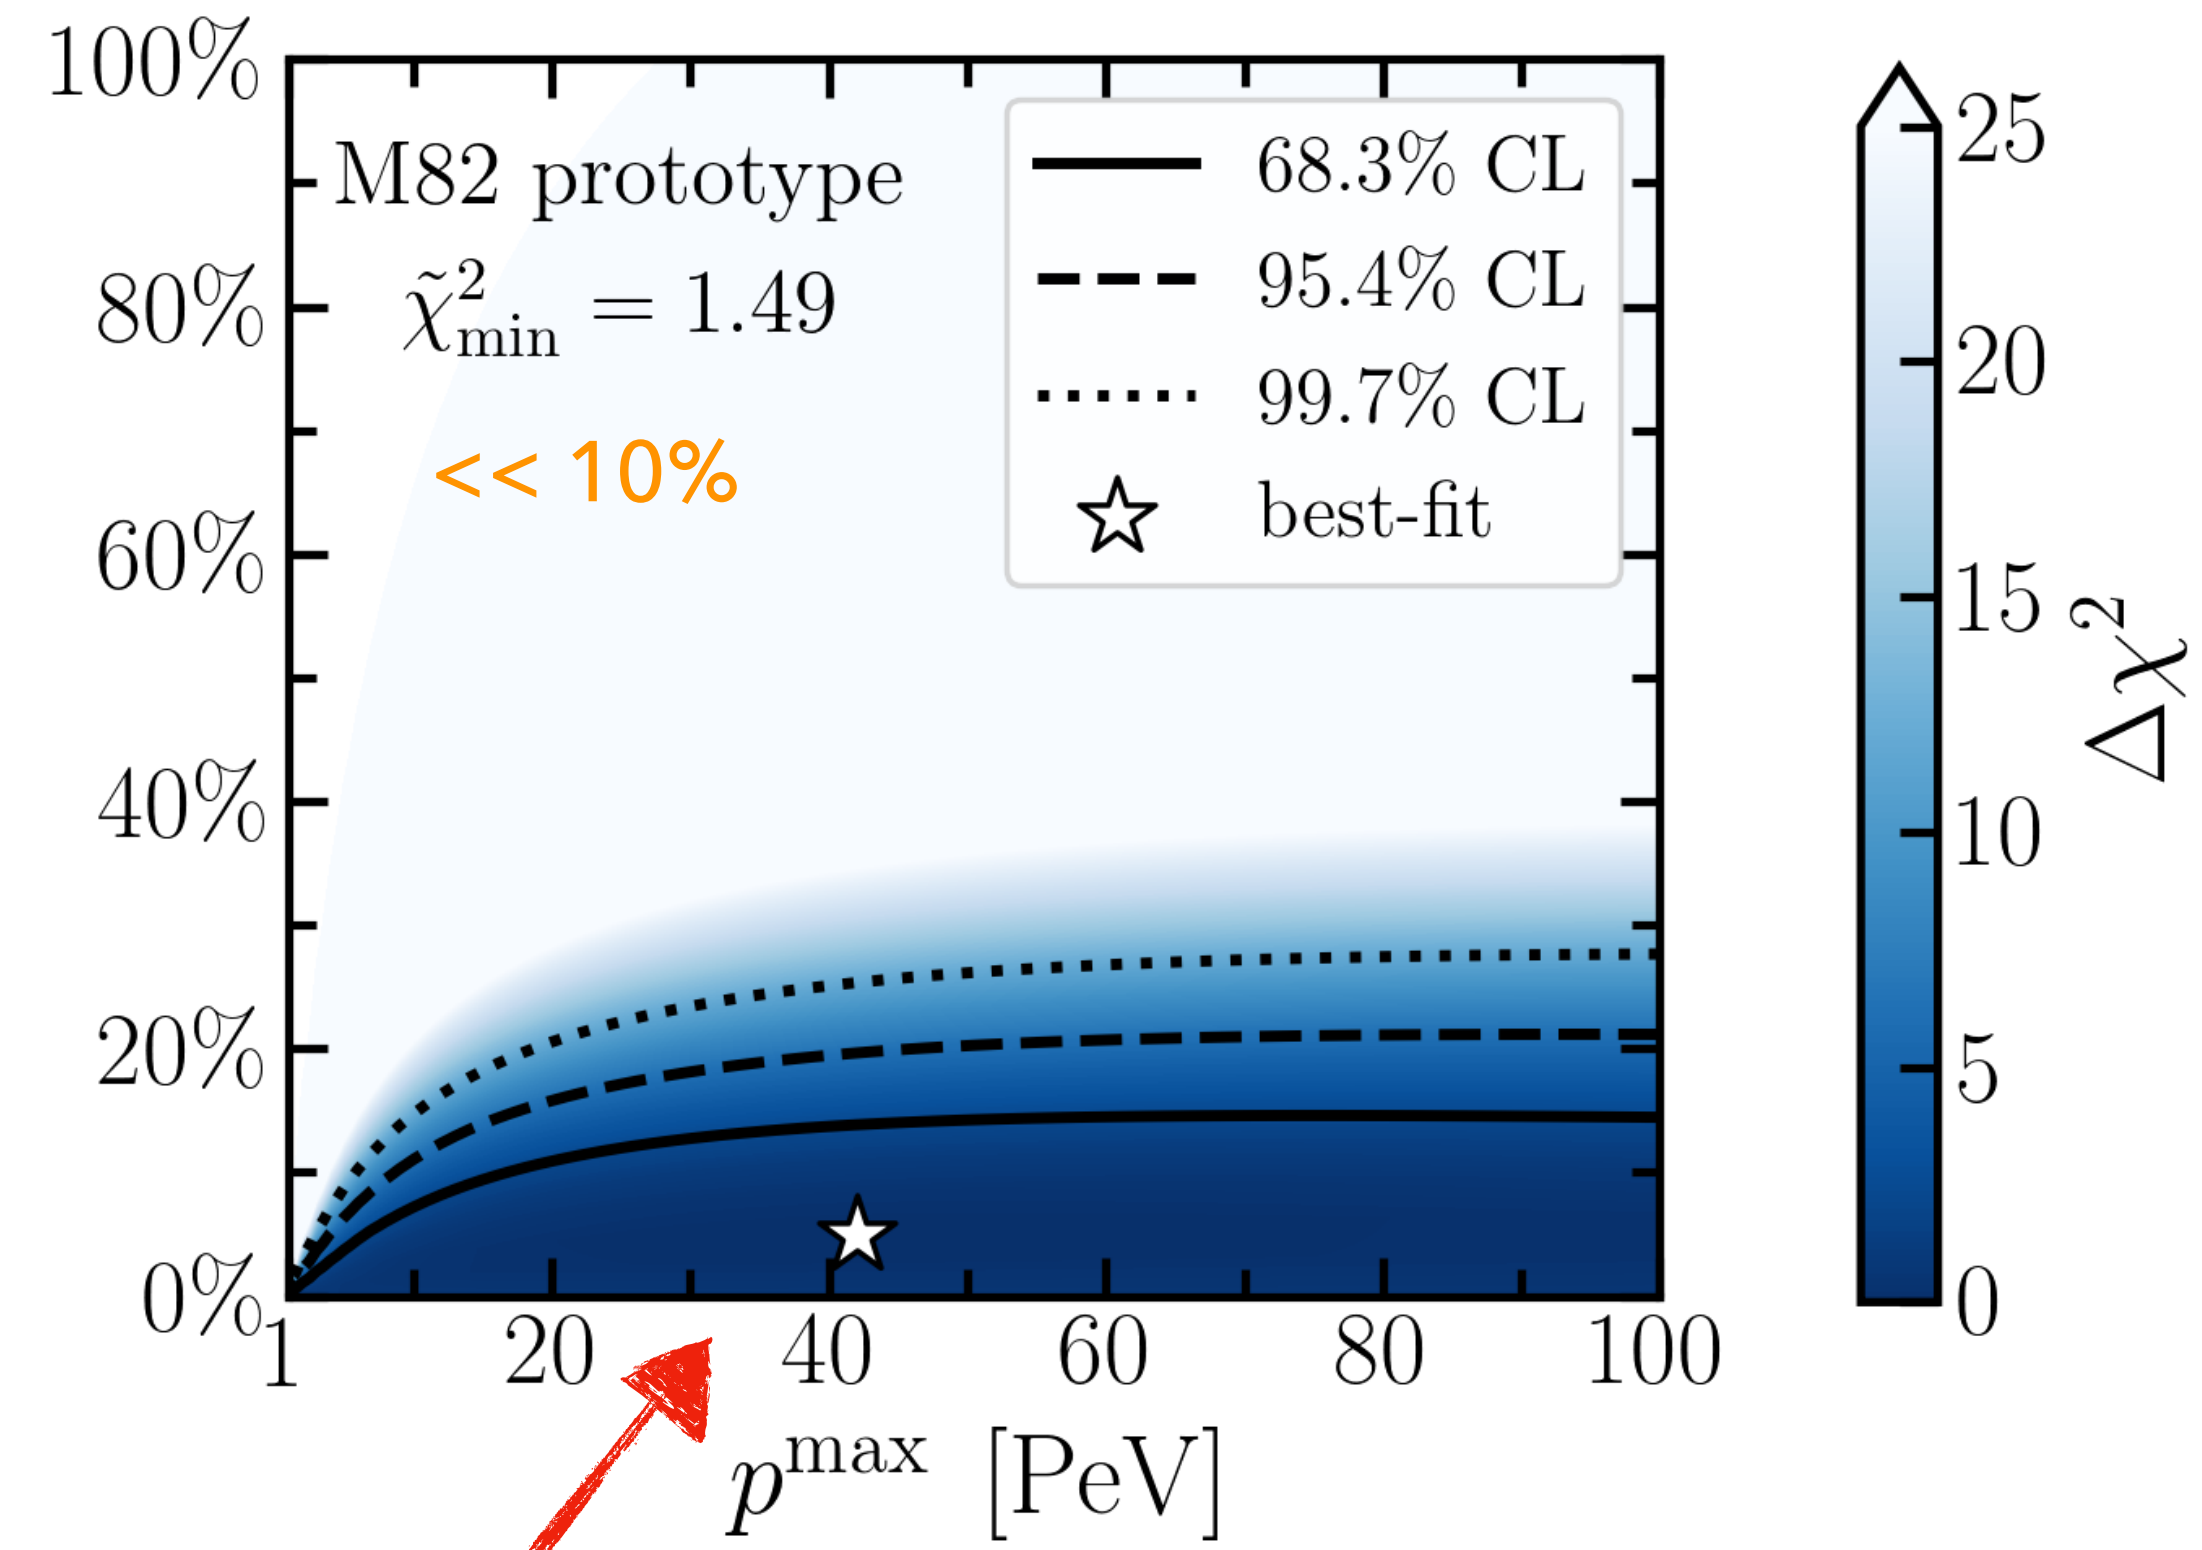 100%
80%
60%
40%
20%
0%
M82 prototype
χ̃²min = 1.49
<< 10%
68.3% CL
95.4% CL
99.7% CL
best-fit
1 20 40 60 80 100
pmax [PeV]
25
20
15
10
5
0
Δχ²